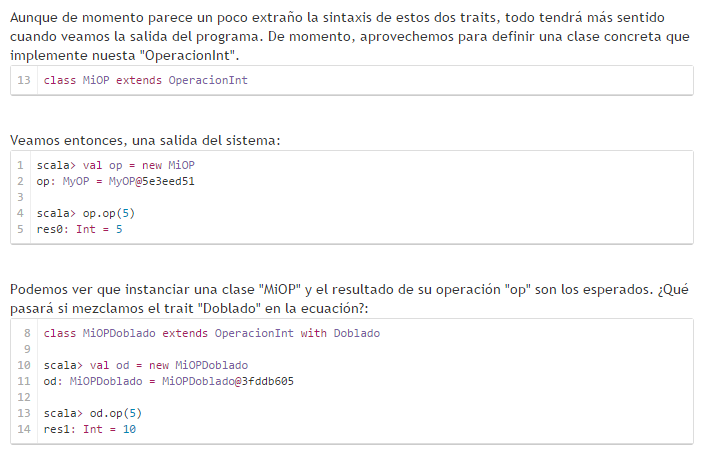 Aunque de momento parece un poco extraño la sintaxis de estos dos traits, todo tendrá más sentido
cuando veamos la salida del programa. De momento, aprovechemos para definir una clase concreta que
implemente nuesta "OperacionInt".
13 class MiOP extends OperacionInt
Veamos entonces, una salida del sistema:
1 scala> val op = new MiOP
2 op: MyOP = MyOP@5e3eed51
3
4 scala> op.op(5)
5 res0: Int = 5
Podemos ver que instanciar una clase "MiOP" y el resultado de su operación "op" son los esperados. ¿Qué
pasará si mezclamos el trait "Doblado" en la ecuación?:
8 class MiOPDoblado extends OperacionInt with Doblado
9
10 scala> val od = new MiOPDoblado
11 od: MiOPDoblado = MiOPDoblado@3fddb605
12
13 scala> od.op(5)
14 res1: Int = 10